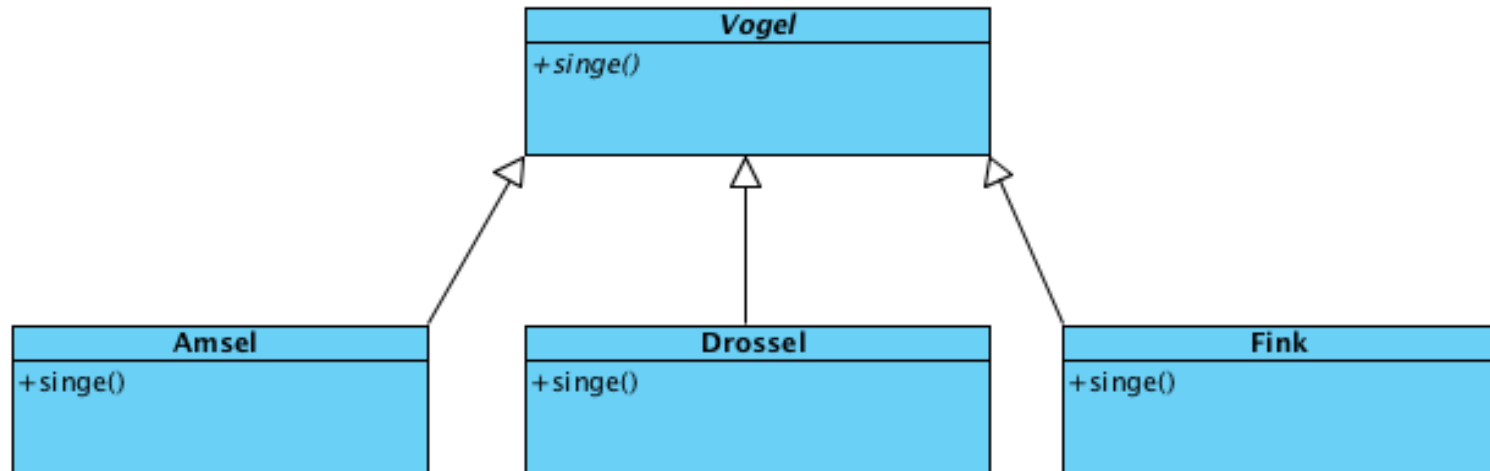 Vogel
+singe()
Amsel
+singe()
Drossel
+singe()
Fink
+singe()